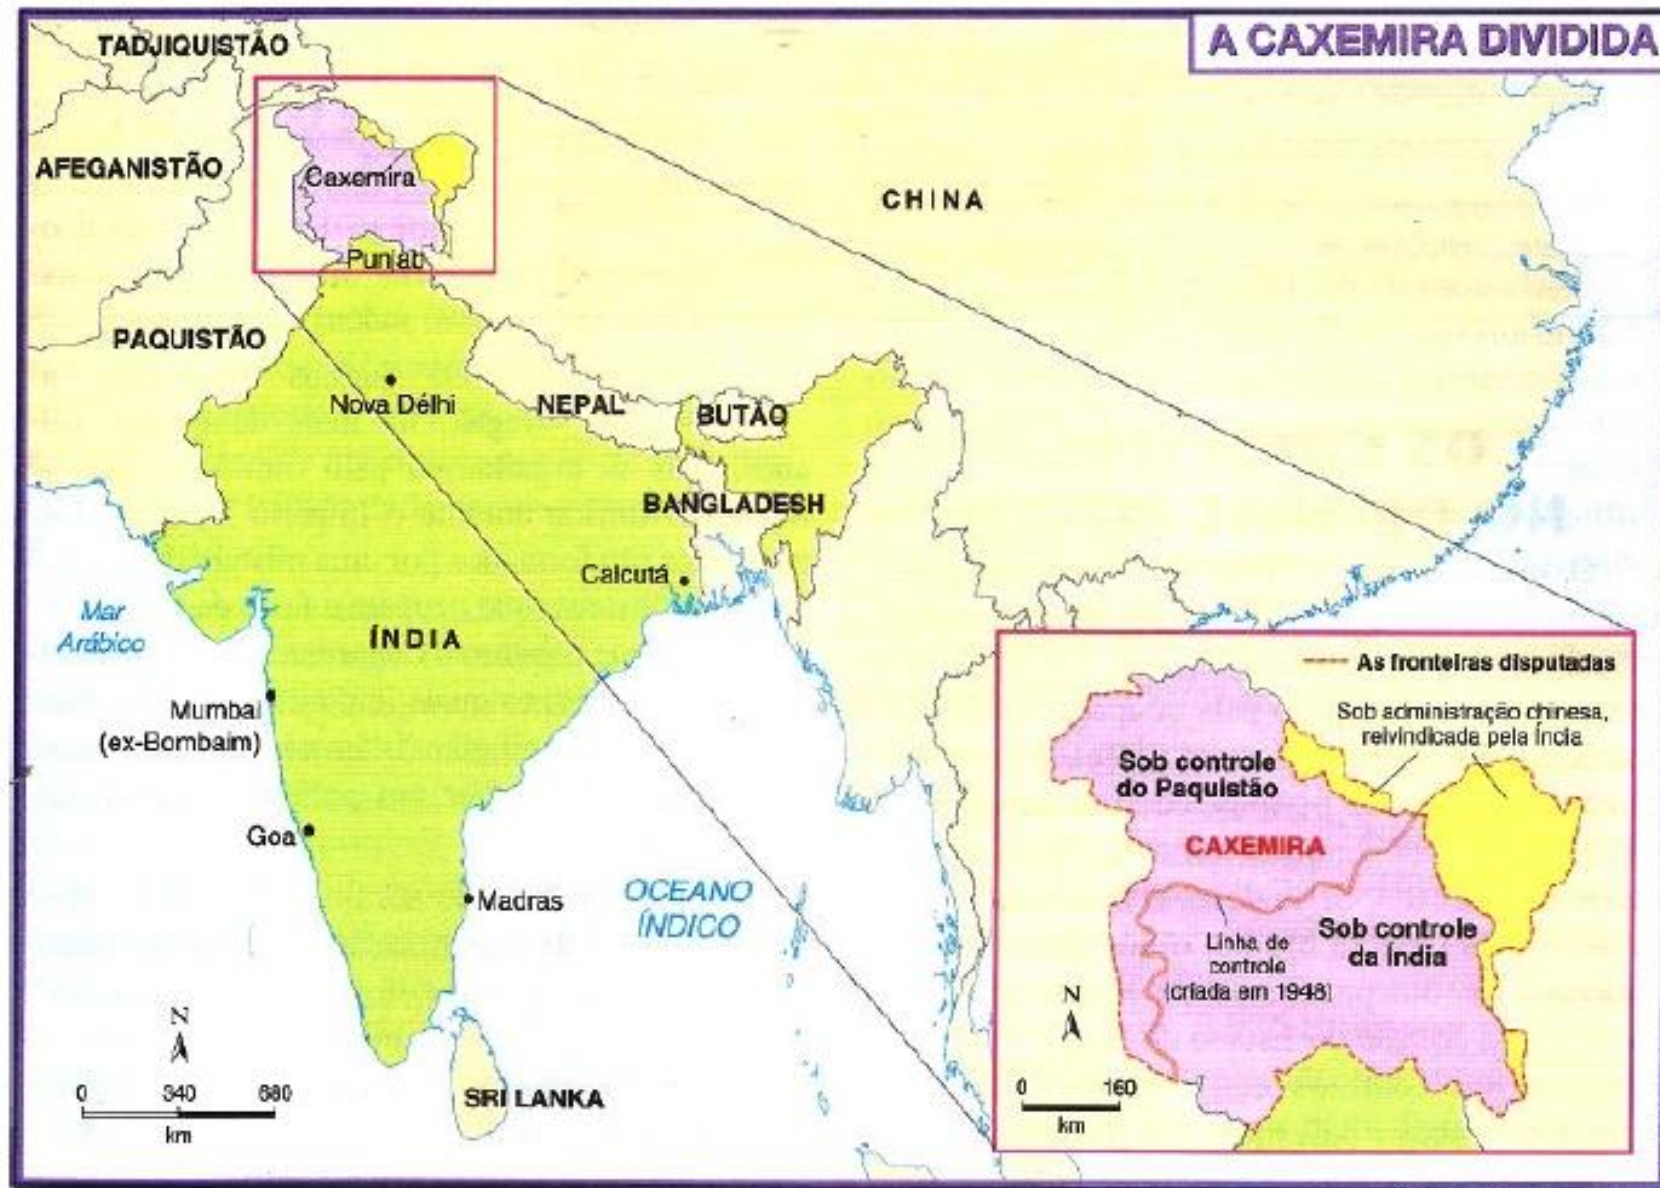 A CAXEMIRA DIVIDIDA
TADJIQUISTÃO
AFEGANISTÃO
Caxemira
CHINA
Punjab
PAQUISTÃO
Nova Délhi
NEPAL
BUTÃO
BANGLADESH
Calcutá
Mar
Arábico
ÍNDIA
Mumbai
(ex-Bombaim)
Goa
Madras
OCEANO
ÍNDICO
SRI LANKA
N
0 340 680
km
As fronteiras disputadas
Sob administração chinesa,
reivindicada pela Índia
Sob controle
do Paquistão
CAXEMIRA
Sob controle
da Índia
Linha de
controle
(criada em 1948)
N
0 160
km